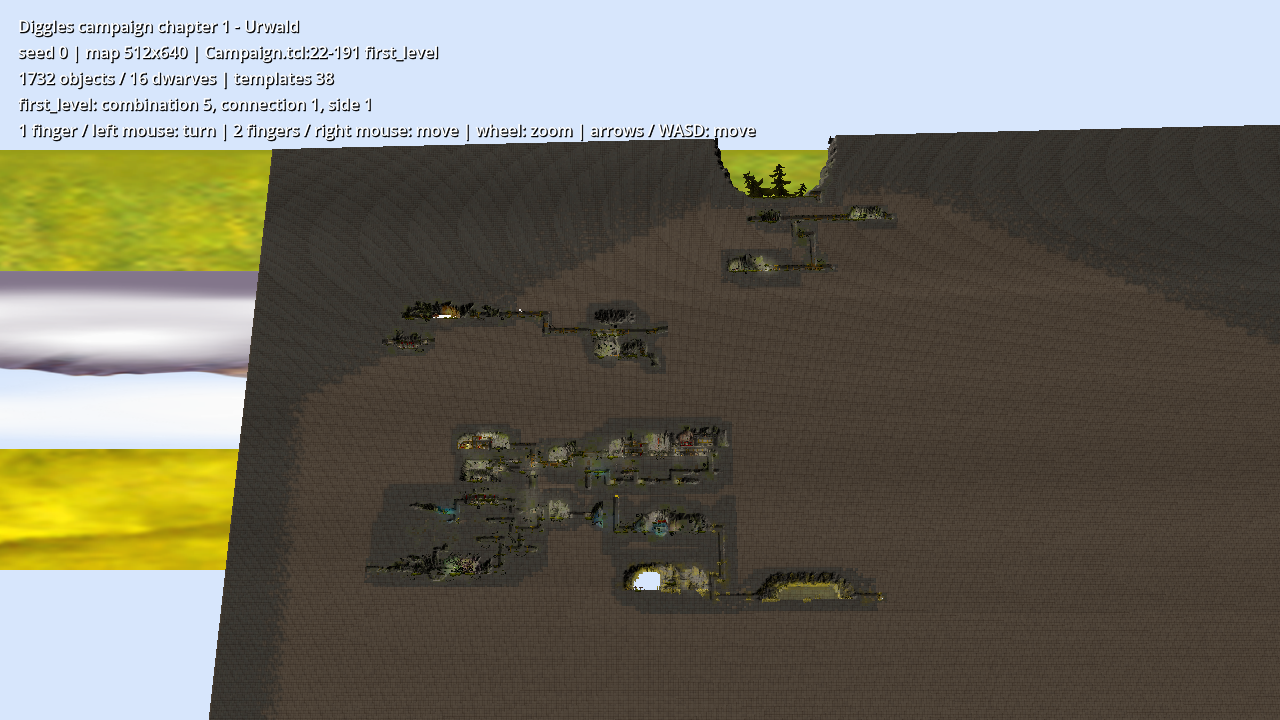 Diggles campaign chapter 1 - Urwald
seed 0 | map 512x640 | Campaign.tcl:22-191 first_level
1732 objects / 16 dwarves | templates 38
first_level: combination 5, connection 1, side 1
1 finger / left mouse: turn | 2 fingers / right mouse: move | wheel: zoom | arrows / WASD: move